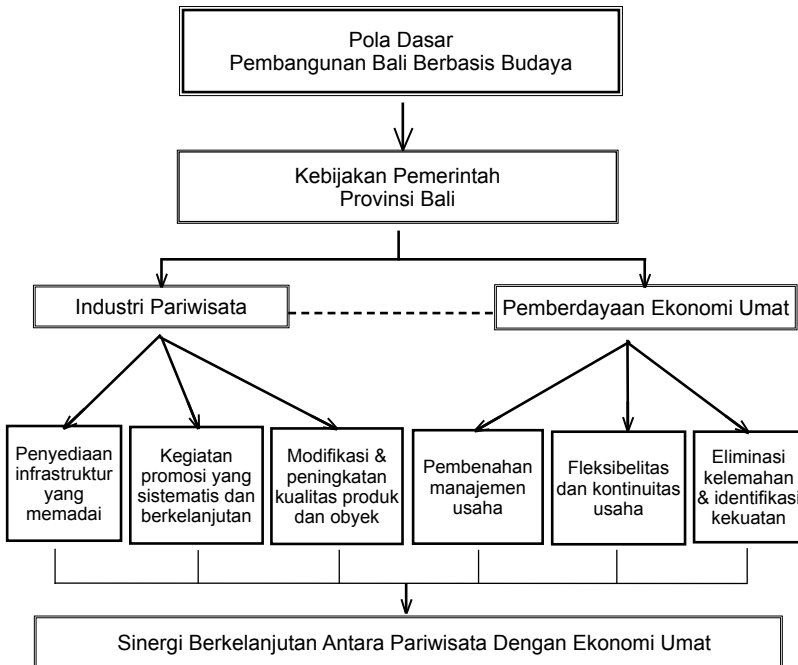 Pola Dasar
Pembangunan Bali Berbasis Budaya
Kebijakan Pemerintah
Provinsi Bali
Industri Pariwisata
Pemberdayaan Ekonomi Umat
Penyediaan
infrastruktur
yang
memadai
Kegiatan
promosi yang
sistematis dan
berkelanjutan
Modifikasi &
peningkatan
kualitas produk
dan obyek
Pembenahan
manajemen
usaha
Fleksibelitas
dan kontinuitas
usaha
Eliminasi
kelemahan
& identifikasi
kekuatan
Sinergi Berkelanjutan Antara Pariwisata Dengan Ekonomi Umat